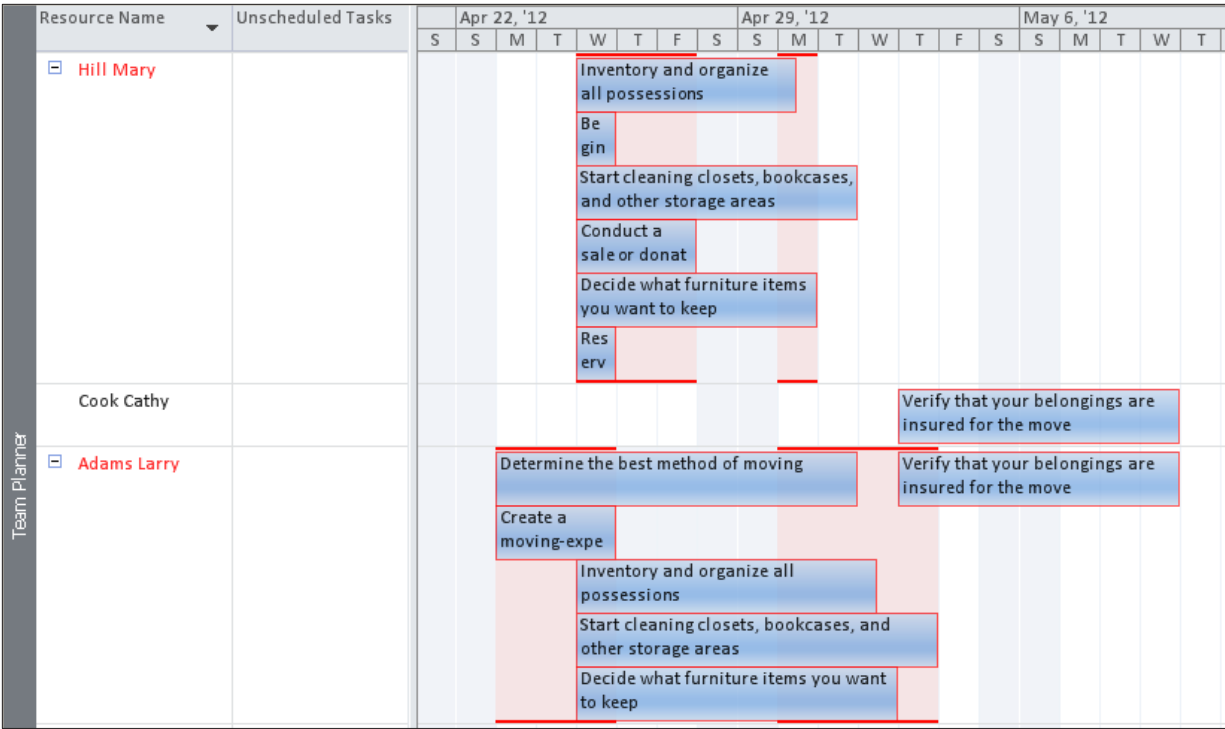 Resource Name
Unscheduled Tasks
Apr 22, '12
Apr 29, '12
May 6, '12
S S M T W T F S S M T W T F S S M T W T
Hill Mary
Inventory and organize
all possessions
Be
gin
Start cleaning closets, bookcases,
and other storage areas
Conduct a
sale or donat
Decide what furniture items
you want to keep
Res
erv
Cook Cathy
Verify that your belongings are
insured for the move
Team Planner
Adams Larry
Determine the best method of moving
Verify that your belongings are
insured for the move
Create a
moving-expe
Inventory and organize all
possessions
Start cleaning closets, bookcases, and
other storage areas
Decide what furniture items you want
to keep